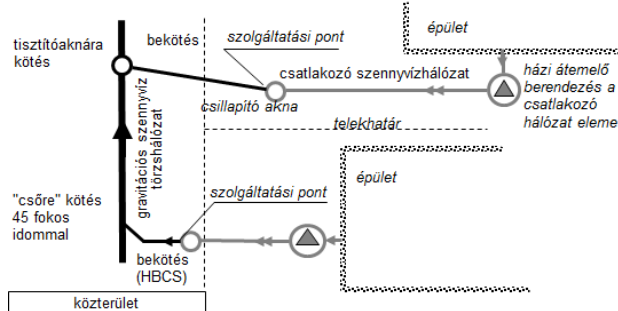 tisztítóaknára
kötés
bekötés
szolgáltatási pont
épület
csatlakozó szennyvízhálózat
csillapító akna
házi átemelő
berendezés a
csatlakozó
hálózat eleme
telekhatár
gravitációs szennyvíz
törzshálózat
"csőre" kötés
45 fokos
idommal
szolgáltatási pont
épület
bekötés
(HBCS)
közterület